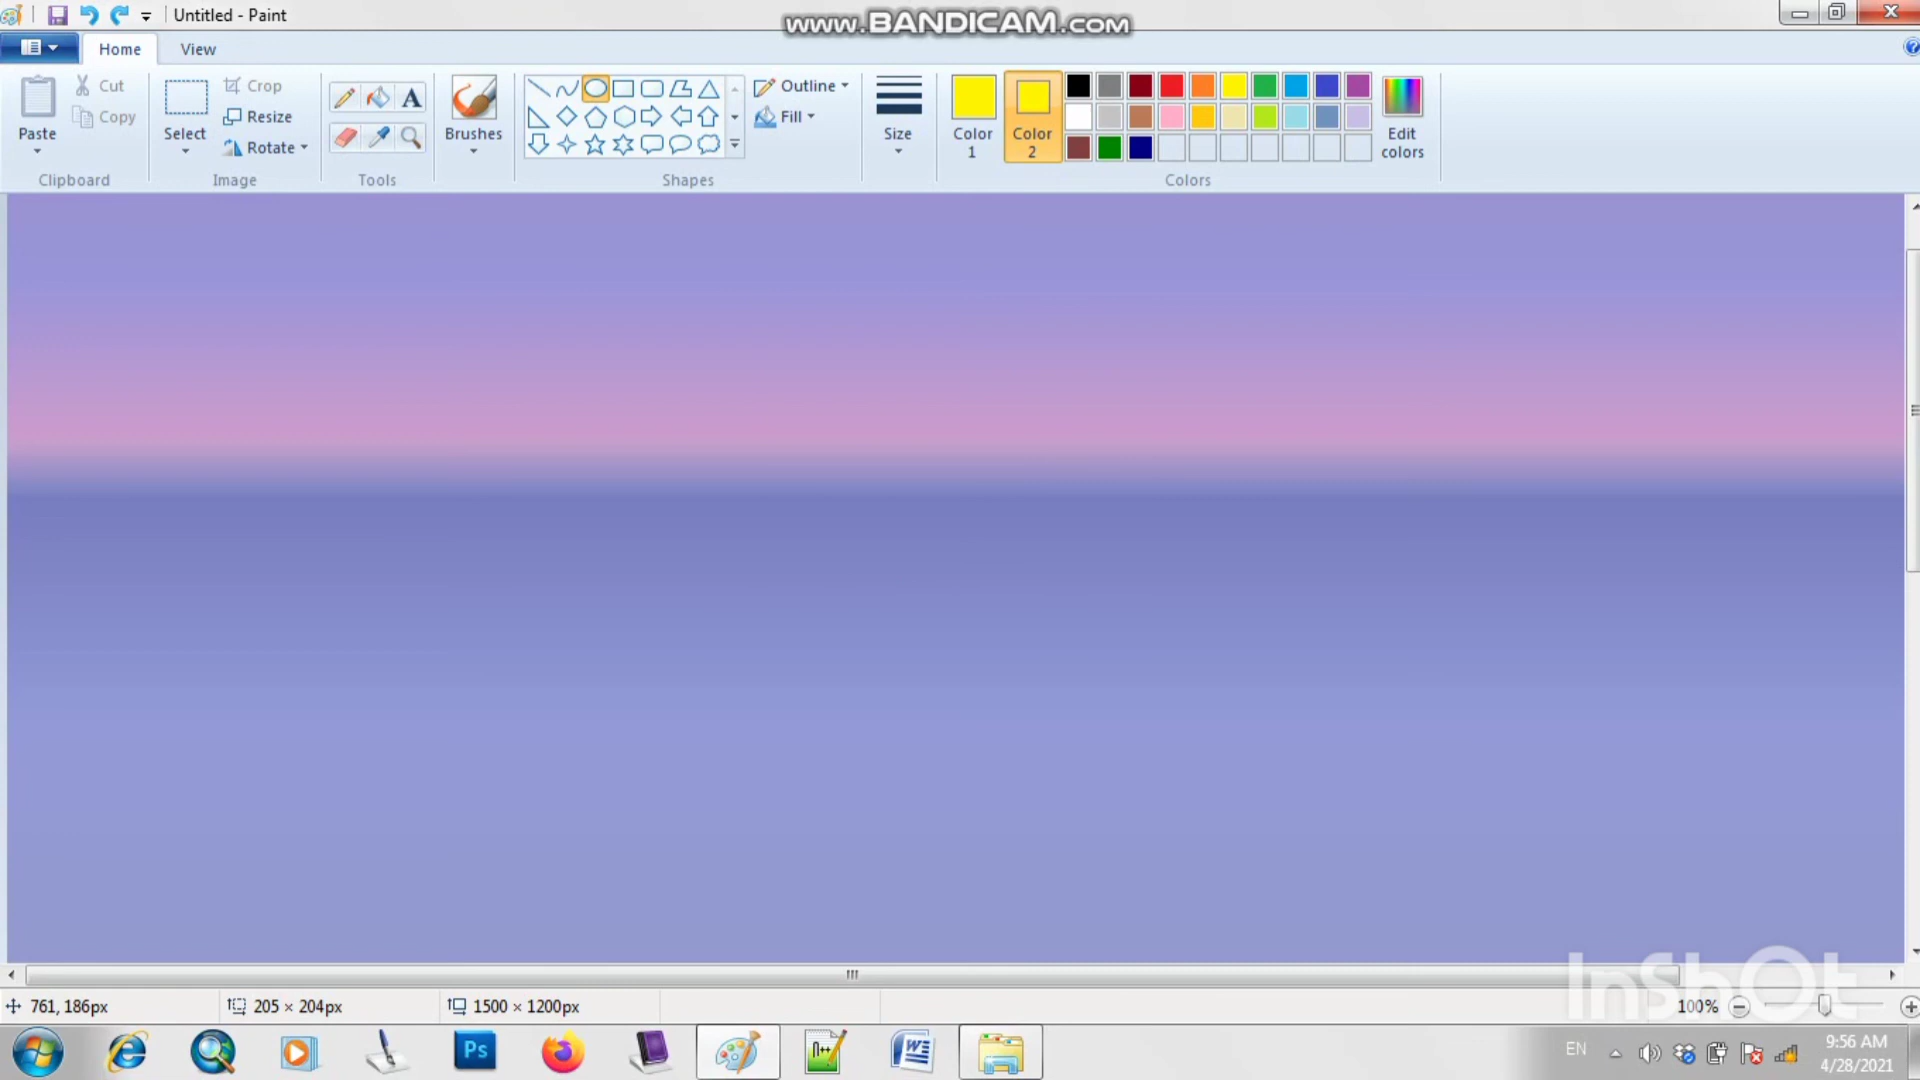 Untitled - Paint
www.BANDICAM.com
Home
View
Paste
Cut
Copy
Clipboard
Select
Crop
Resize
Rotate
Image
A
Tools
Brushes
Outline
Fill
Shapes
Size
Color
1
Color
2
Edit
colors
Colors
InShOt
761, 186px
205 × 204px
1500 × 1200px
100%
Ps
n++
W
EN
9:56 AM
4/28/2021